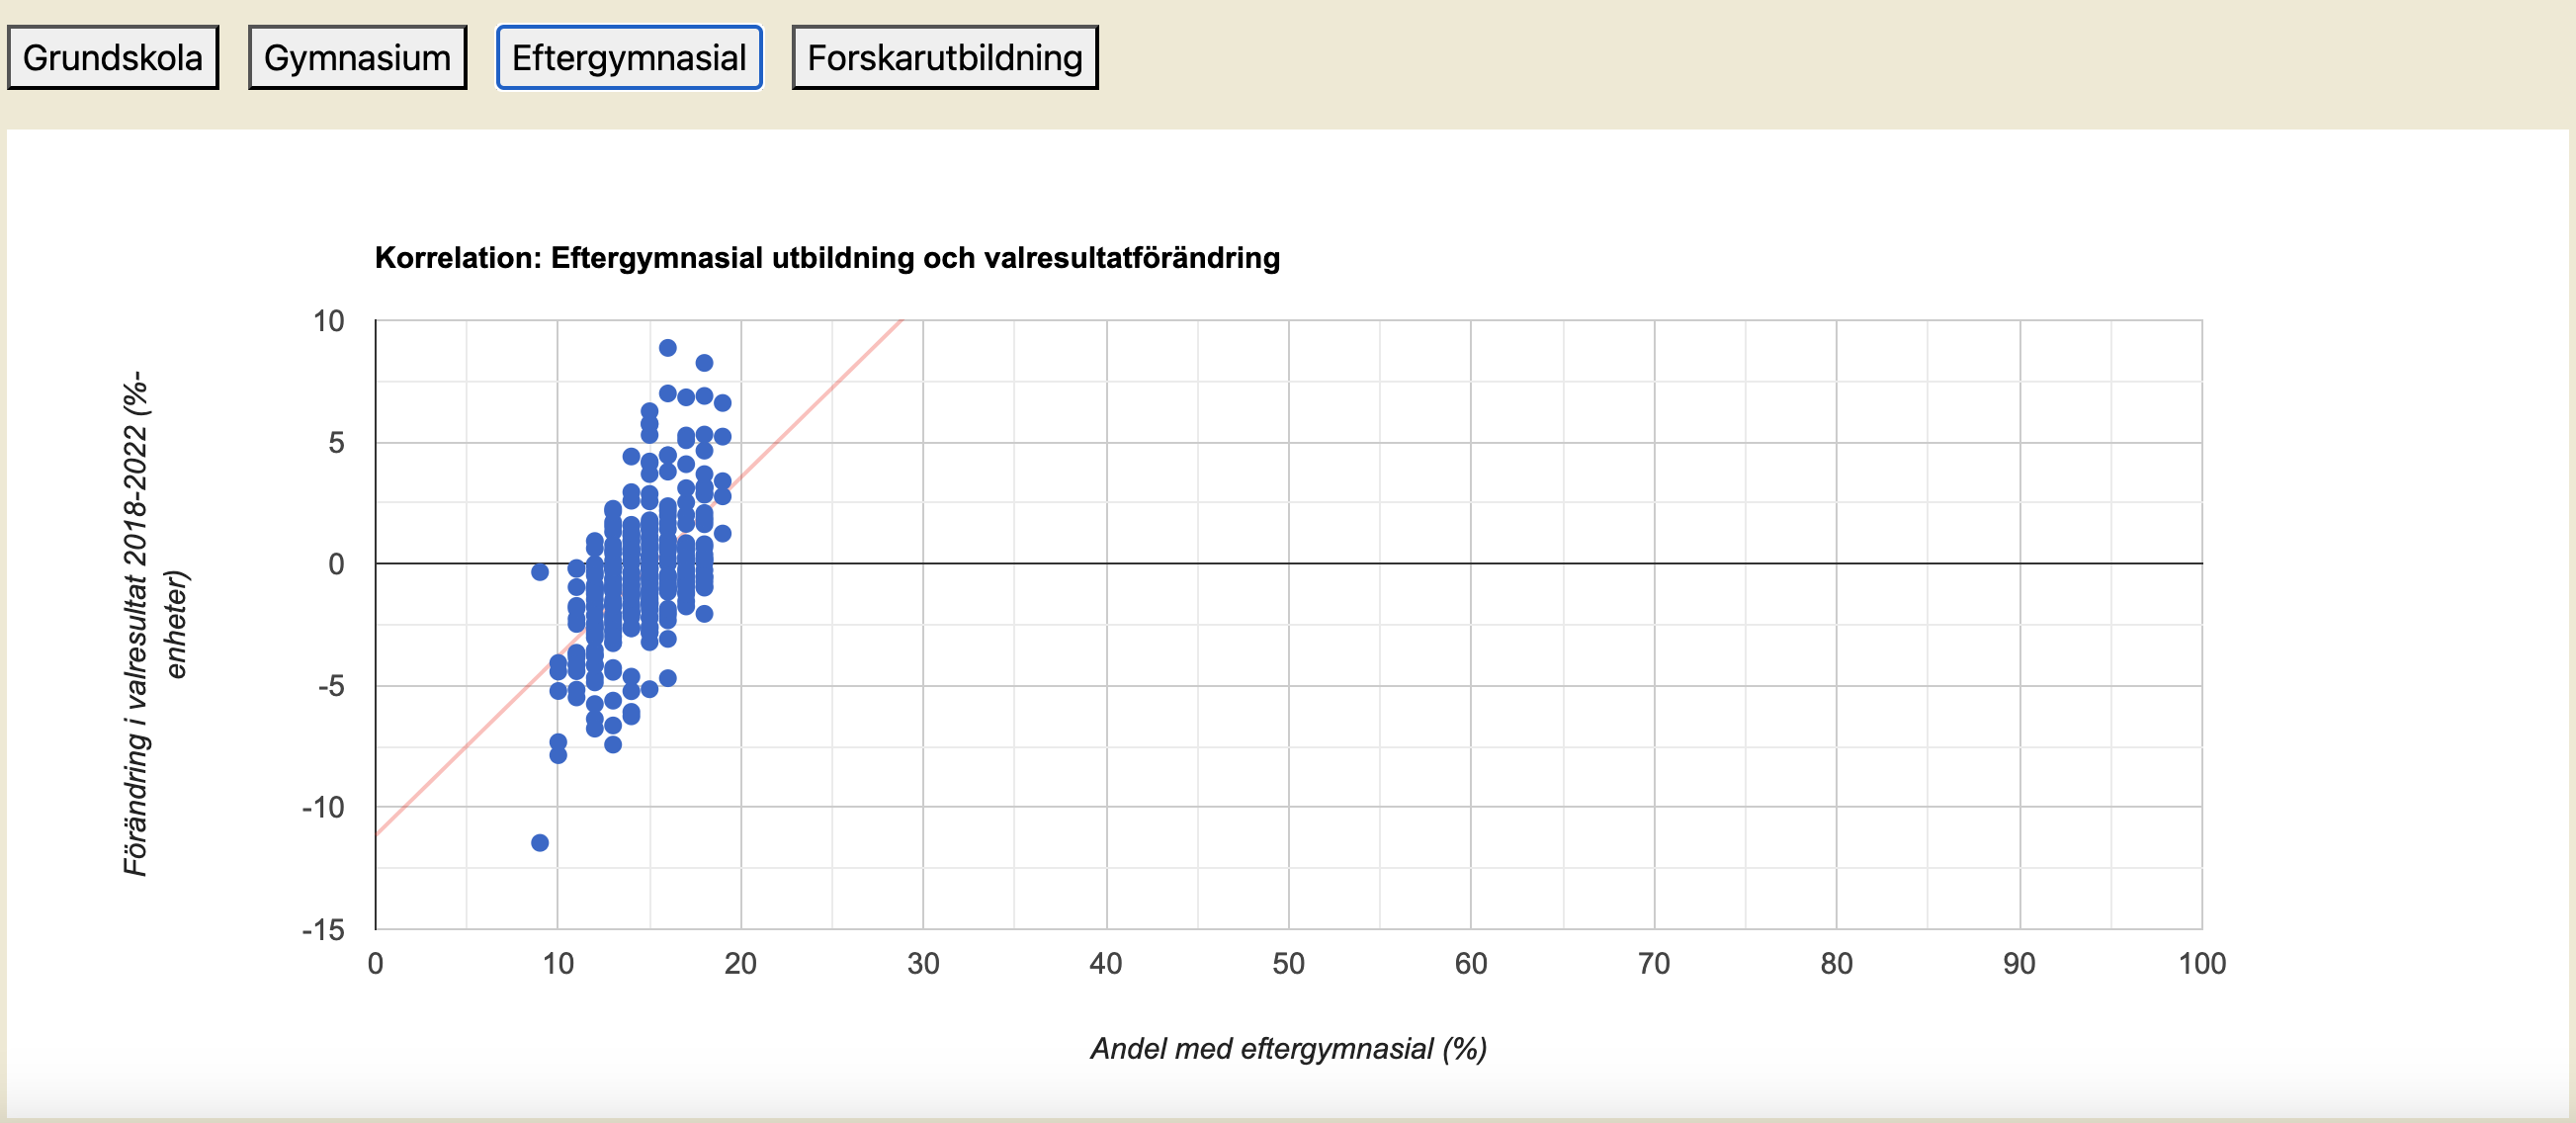 Grundskola Gymnasium Eftergymnasial Forskarutbildning
Korrelation: Eftergymnasial utbildning och valresultatförändring
Förändring i valresultat 2018-2022 (%-
enheter)
10
5
0
-5
-10
-15
0 10 20 30 40 50 60 70 80 90 100
Andel med eftergymnasial (%)